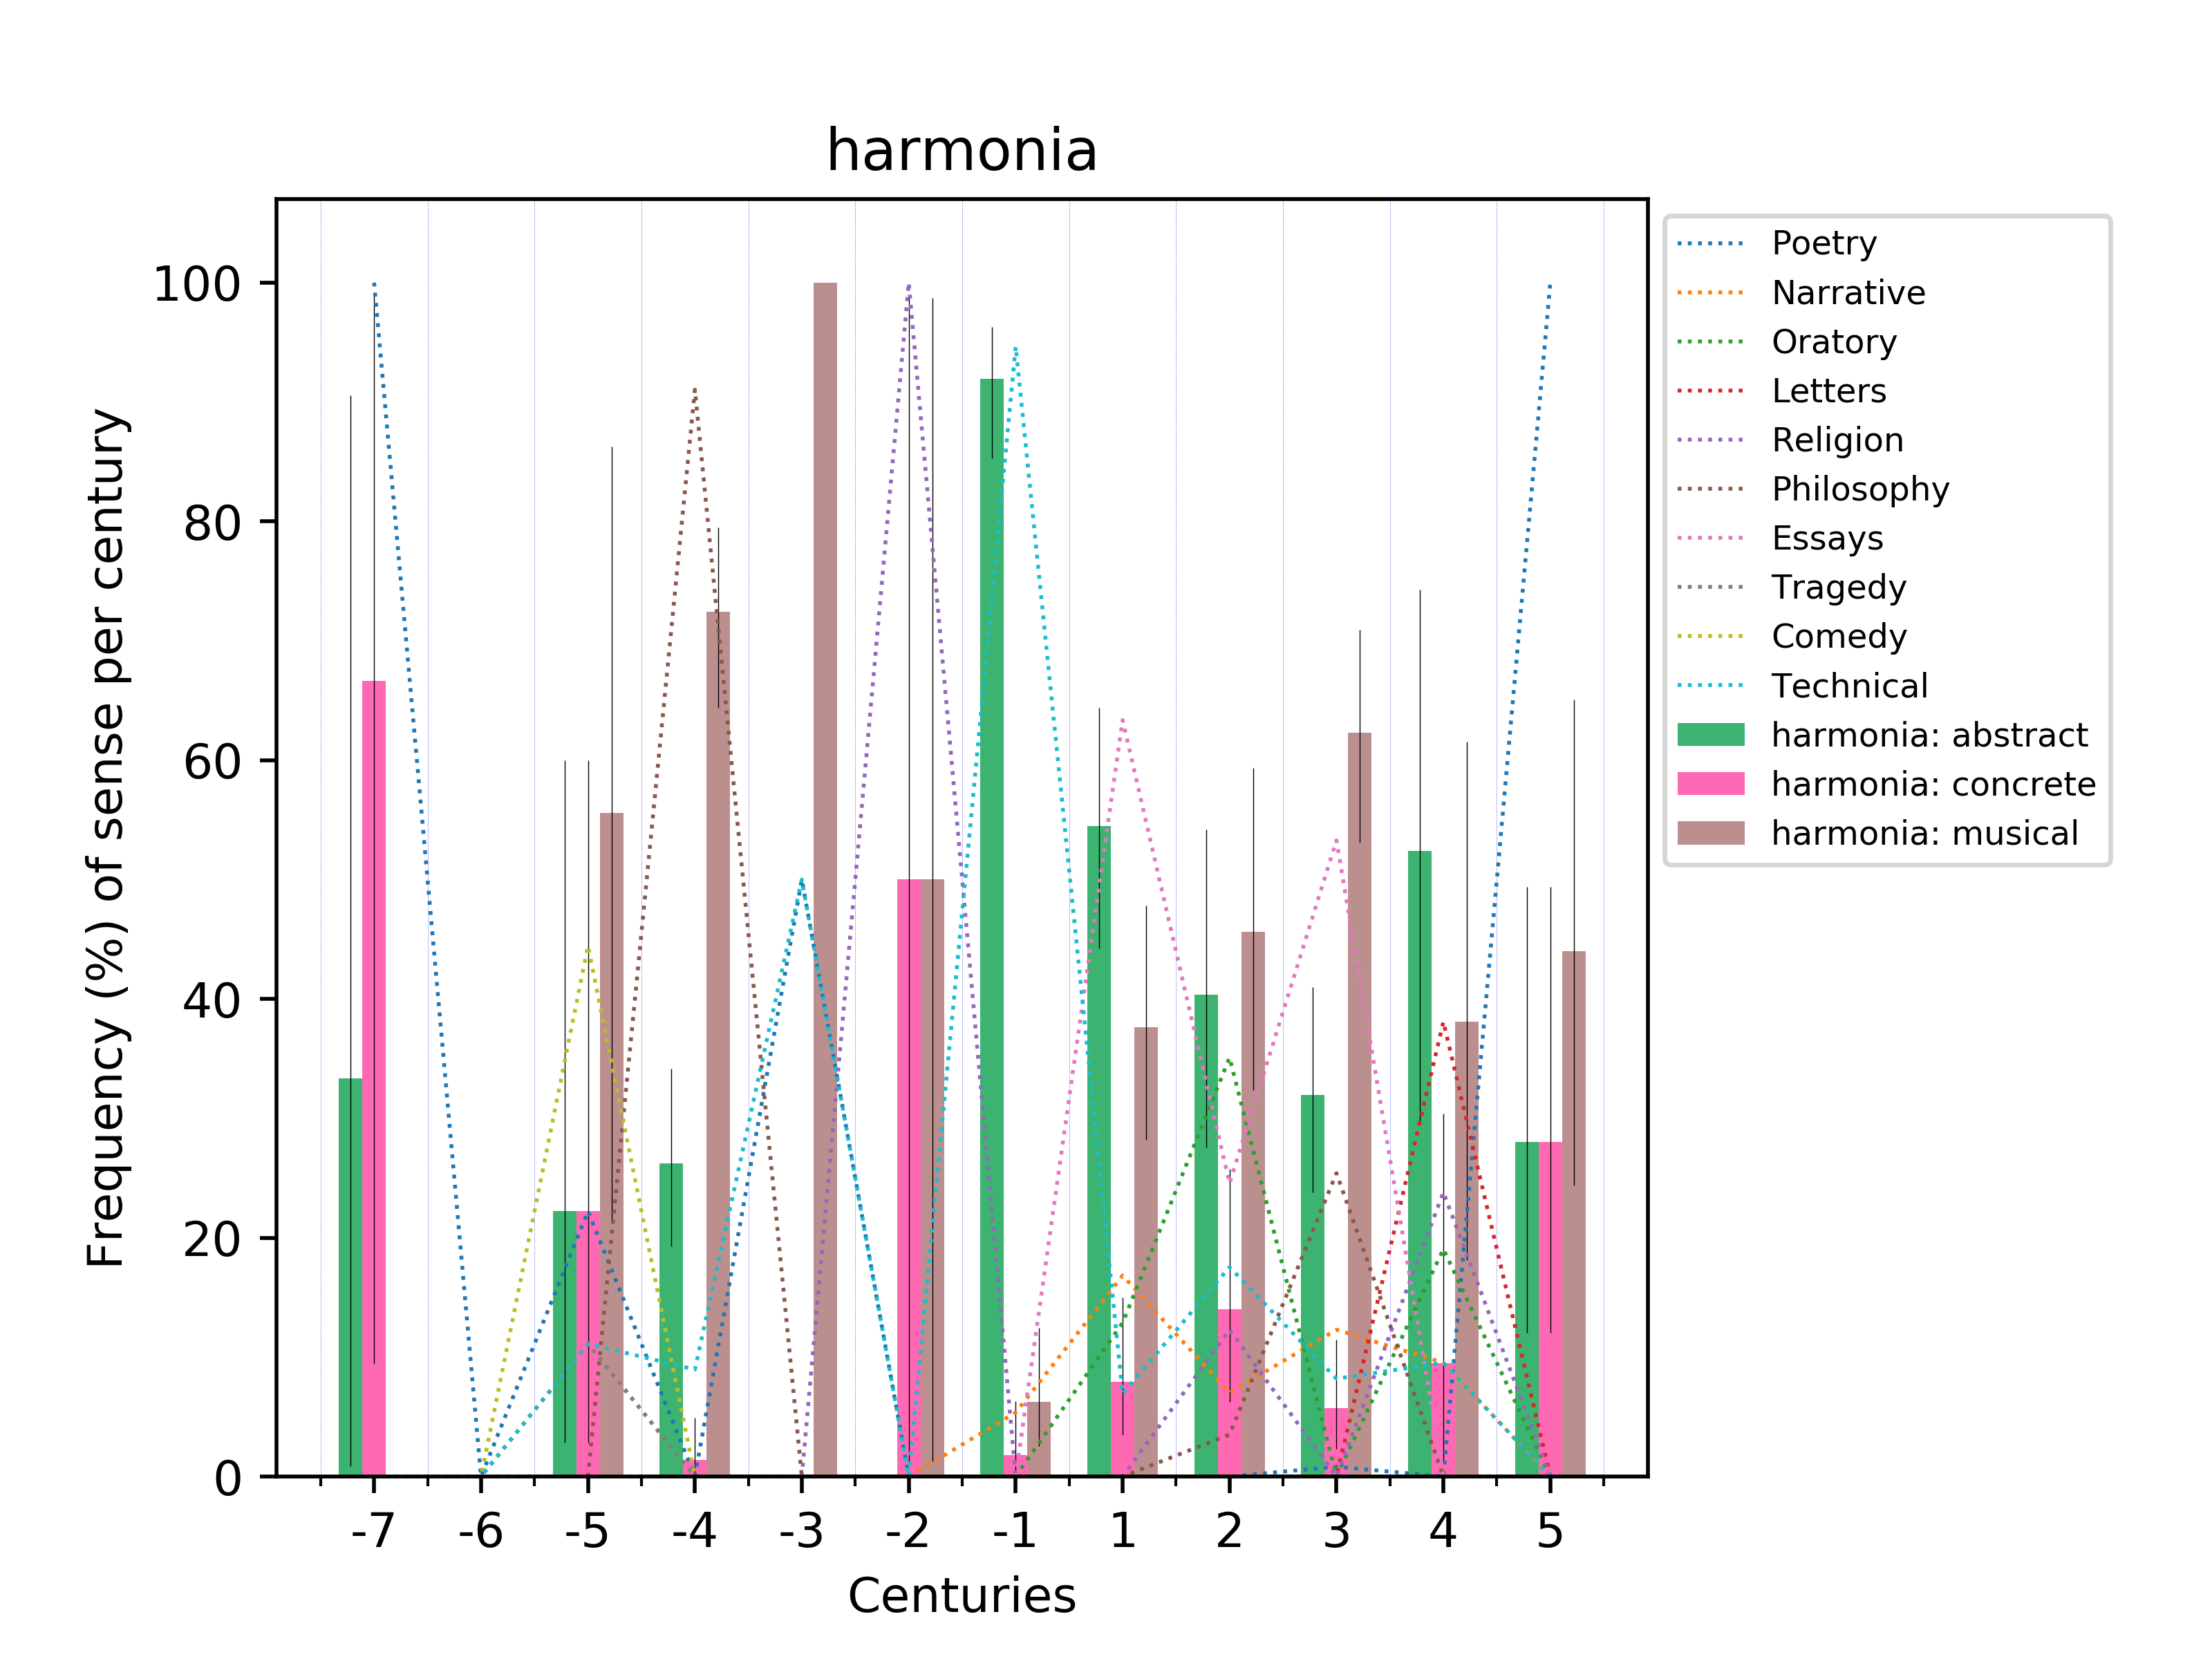 harmonia
Frequency (%) of sense per century
100
80
60
40
20
0
-7 -6 -5 -4 -3 -2 -1 1 2 3 4 5
Centuries
Poetry
Narrative
Oratory
Letters
Religion
Philosophy
Essays
Tragedy
Comedy
Technical
harmonia: abstract
harmonia: concrete
harmonia: musical